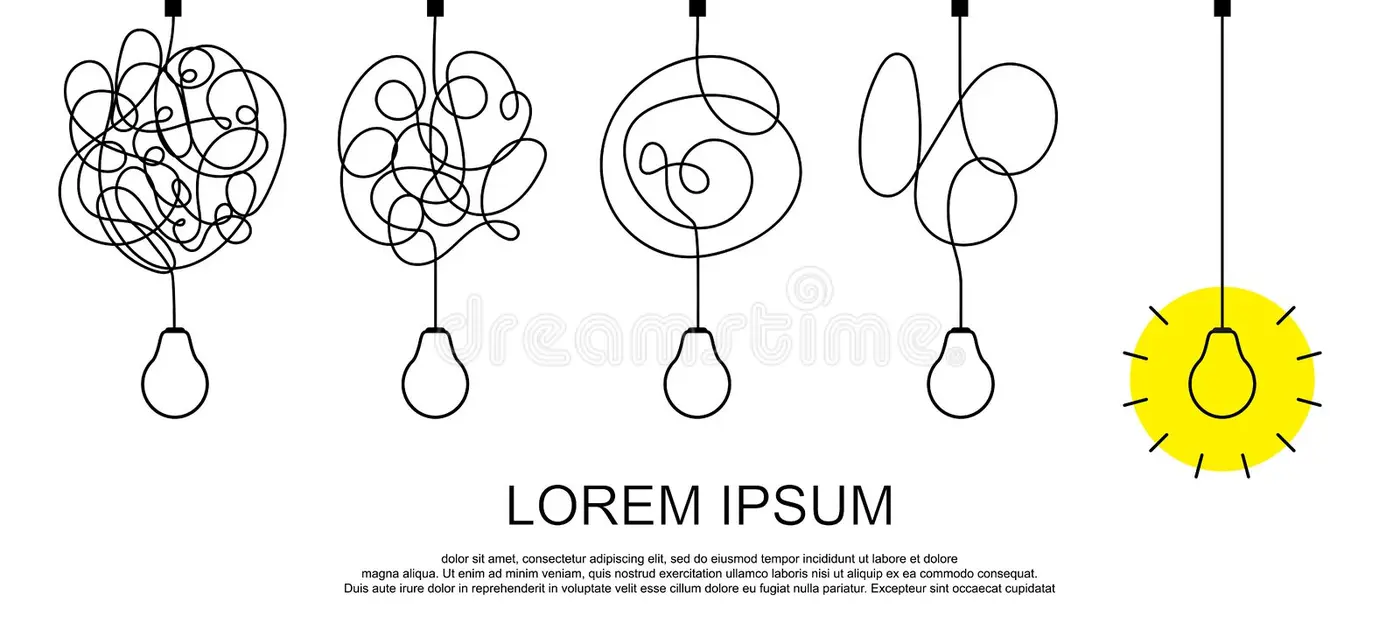 dreamstime
LOREM IPSUM
dolor sit amet, consectetur adipiscing elit, sed do eiusmod tempor incididunt ut labore et dolore
magna aliqua. Ut enim ad minim veniam, quis nostrud exercitation ullamco laboris nisi ut aliquip ex ea commodo consequat.
Duis aute irure dolor in reprehenderit in voluptate velit esse cillum dolore eu fugiat nulla pariatur. Excepteur sint occaecat cupidatat